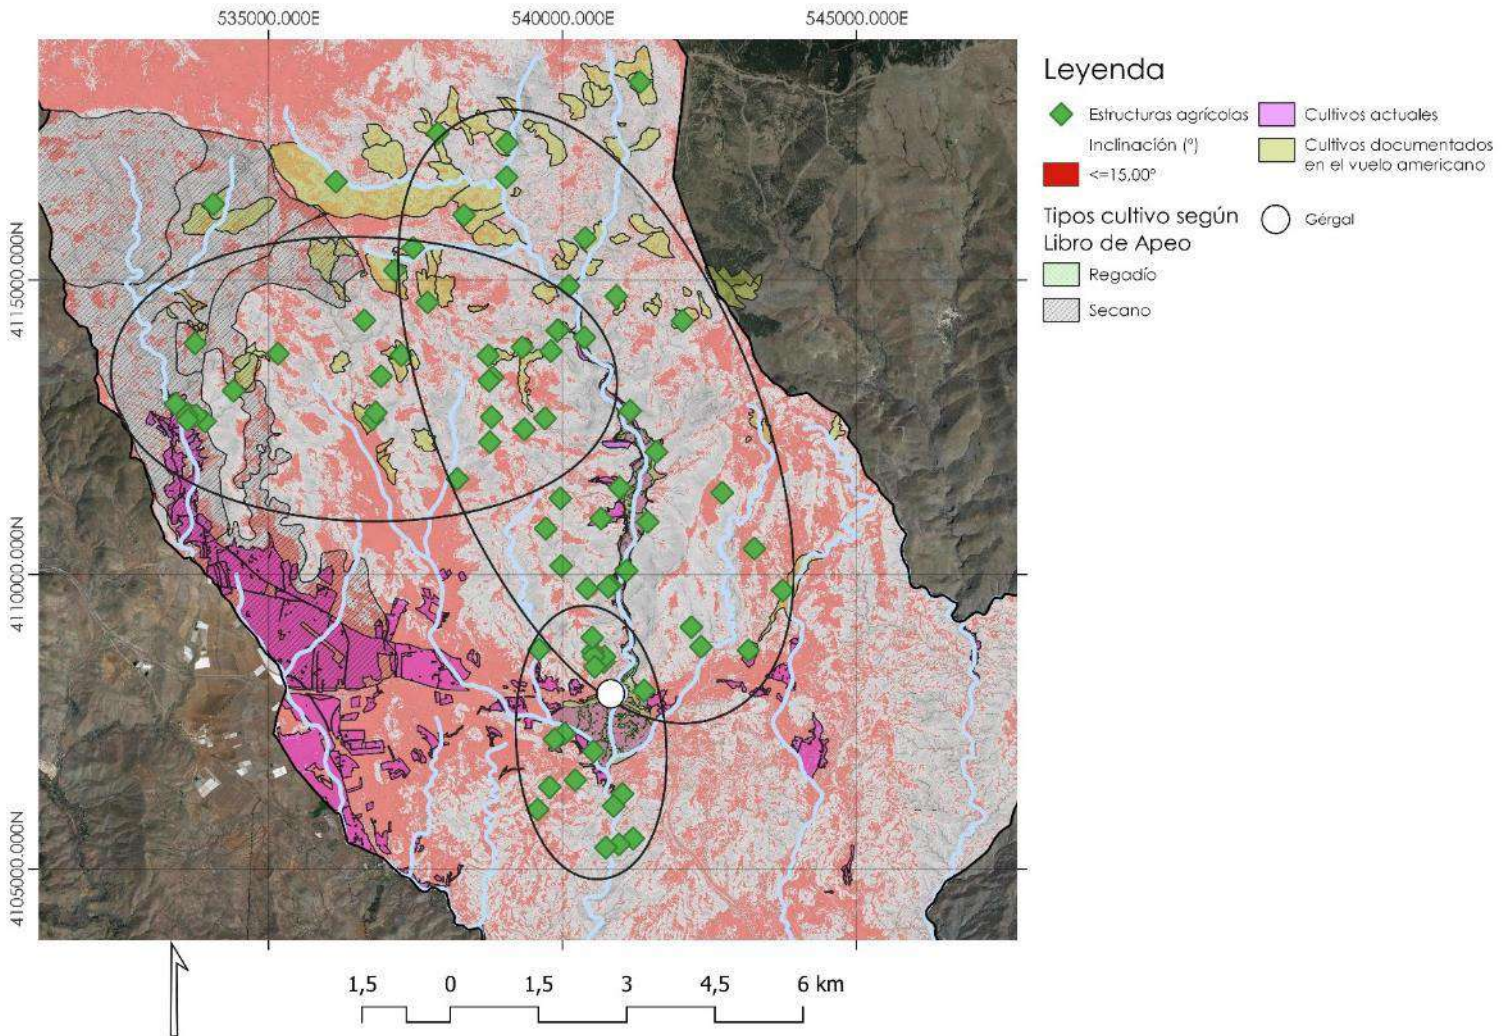 535000.000E 540000.000E 545000.000E
4115000.000N
4110000.000N
4105000.000N
Leyenda
Estructuras agrícolas
Inclinación (°)
<=15,00°
Tipos cultivo según
Libro de Apeo
Regadío
Secano
Cultivos actuales
Cultivos documentados
en el vuelo americano
Gérgal
1,5 0 1,5 3 4,5 6 km